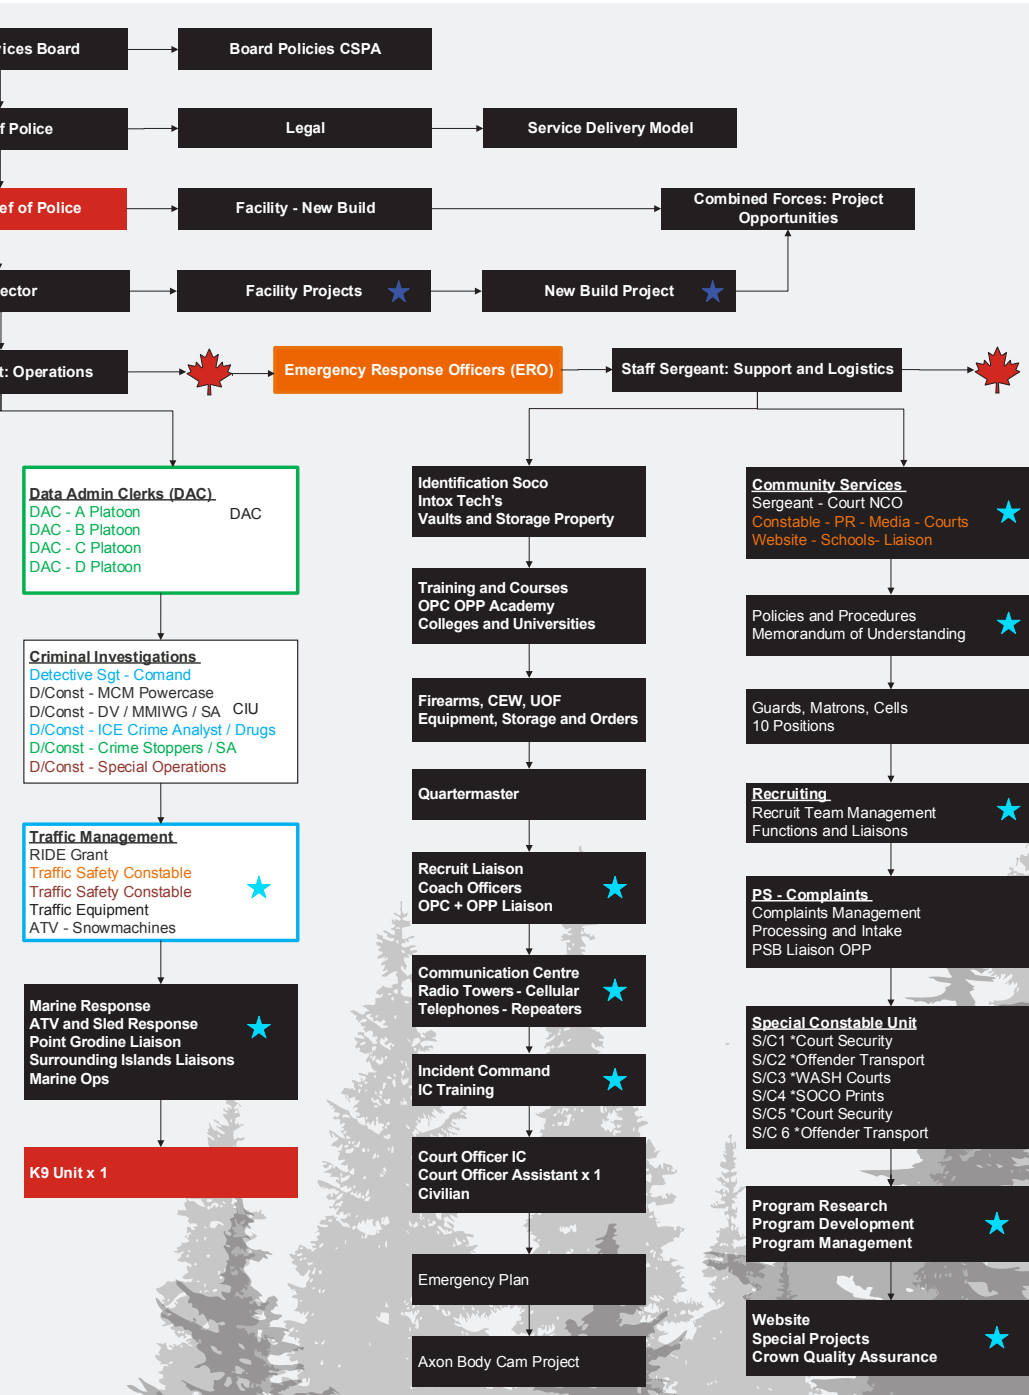 ices Board
Board Policies CSPA
f Police
Legal
Service Delivery Model
ef of Police
Facility - New Build
Combined Forces: Project
Opportunities
ector
Facility Projects
New Build Project
t: Operations
Emergency Response Officers (ERO)
Staff Sergeant: Support and Logistics
Data Admin Clerks (DAC)
DAC - A Platoon
DAC
DAC - B Platoon
DAC - C Platoon
DAC - D Platoon
Criminal Investigations
Detective Sgt - Comand
D/Const - MCM Powercase
D/Const - DV / MMIWG / SA
CIU
D/Const - ICE Crime Analyst / Drugs
D/Const - Crime Stoppers / SA
D/Const - Special Operations
Traffic Management
RIDE Grant
Traffic Safety Constable
Traffic Safety Constable
Traffic Equipment
ATV - Snowmachines
Marine Response
ATV and Sled Response
Point Grodine Liaison
Surrounding Islands Liaisons
Marine Ops
K9 Unit x 1
Identification Soco
Intox Tech's
Vaults and Storage Property
Training and Courses
OPC OPP Academy
Colleges and Universities
Firearms, CEW, UOF
Equipment, Storage and Orders
Quartermaster
Recruit Liaison
Coach Officers
OPC + OPP Liaison
Communication Centre
Radio Towers - Cellular
Telephones - Repeaters
Incident Command
IC Training
Court Officer IC
Court Officer Assistant x 1
Civilian
Emergency Plan
Axon Body Cam Project
Community Services
Sergeant - Court NCO
Constable - PR - Media - Courts
Website - Schools- Liaison
Policies and Procedures
Memorandum of Understanding
Guards, Matrons, Cells
10 Positions
Recruiting
Recruit Team Management
Functions and Liaisons
PS - Complaints
Complaints Management
Processing and Intake
PSB Liaison OPP
Special Constable Unit
S/C1 *Court Security
S/C2 *Offender Transport
S/C3 *WASH Courts
S/C4 *SOCO Prints
S/C5 *Court Security
S/C 6 *Offender Transport
Program Research
Program Development
Program Management
Website
Special Projects
Crown Quality Assurance